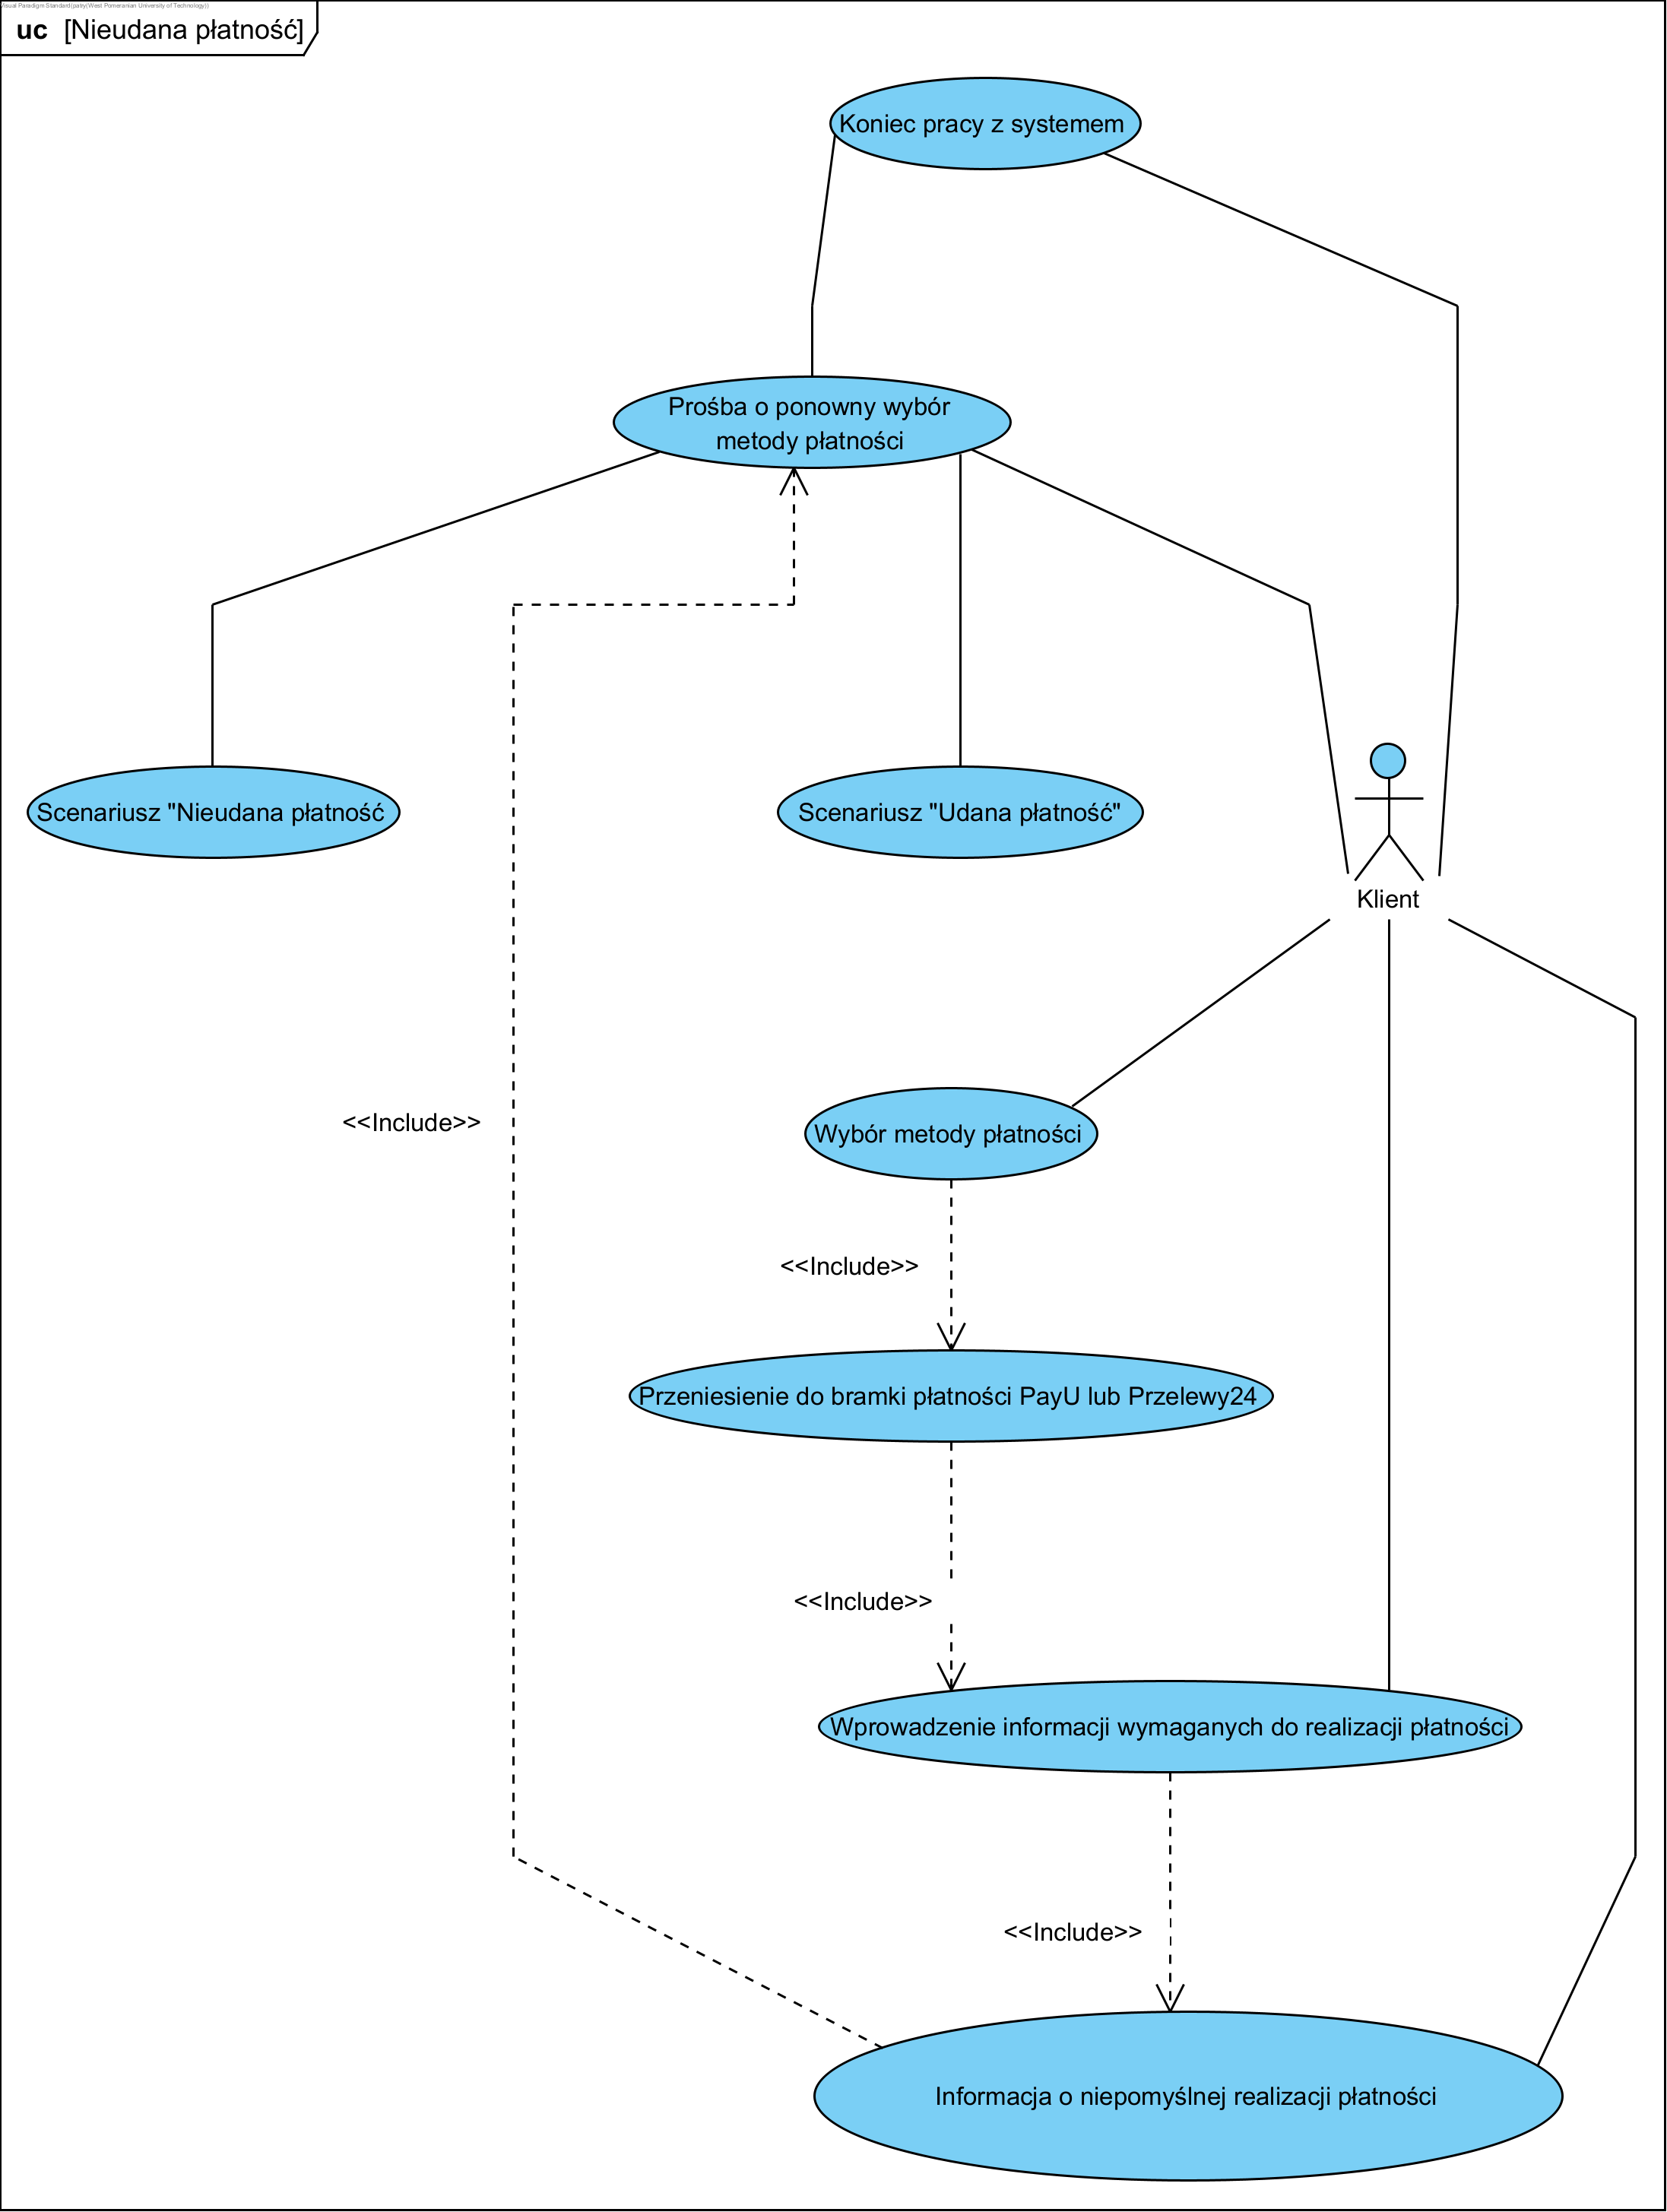 Visual Paradigm Standard(patry(West Pomeranian University of Technology))
uc [Nieudana płatność]
Koniec pracy z systemem
Prośba o ponowny wybór
metody płatności
Scenariusz "Nieudana płatność
Scenariusz "Udana płatność"
Klient
<<Include>>
Wybór metody płatności
<<Include>>
Przeniesienie do bramki płatności PayU lub Przelewy24
<<Include>>
Wprowadzenie informacji wymaganych do realizacji płatności
<<Include>>
Informacja o niepomyślnej realizacji płatności